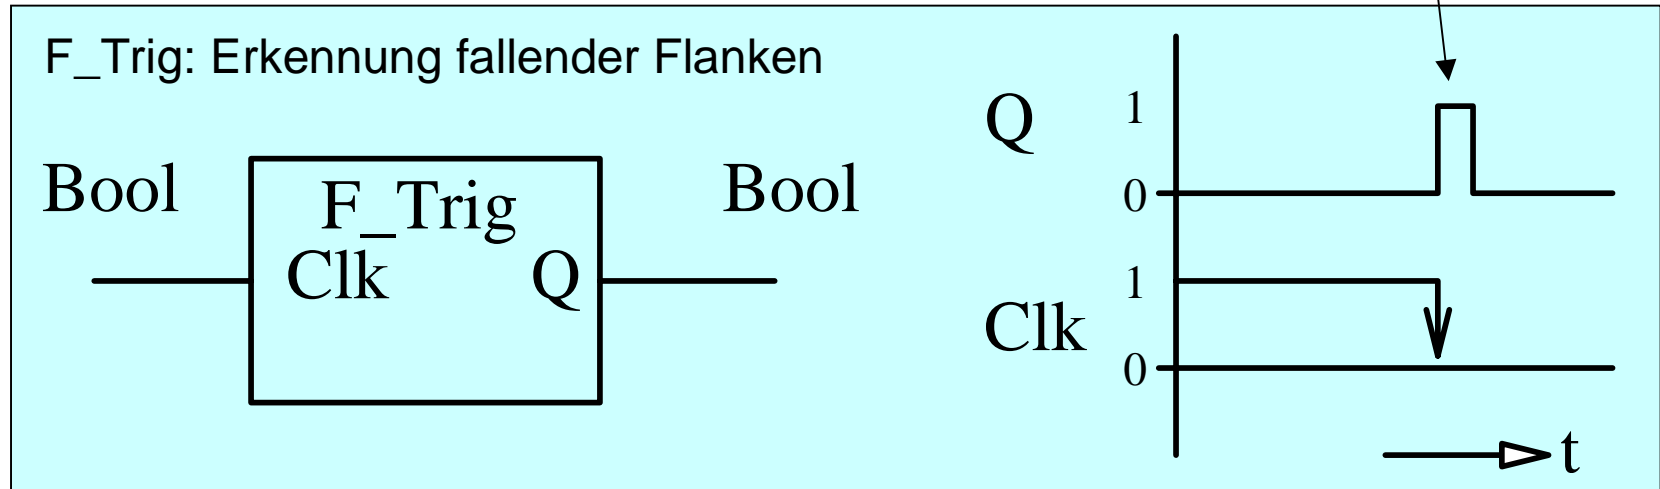 F_Trig: Erkennung fallender Flanken
Bool
F_Trig
Clk Q
Bool
Q
1
0
Clk
1
0
t